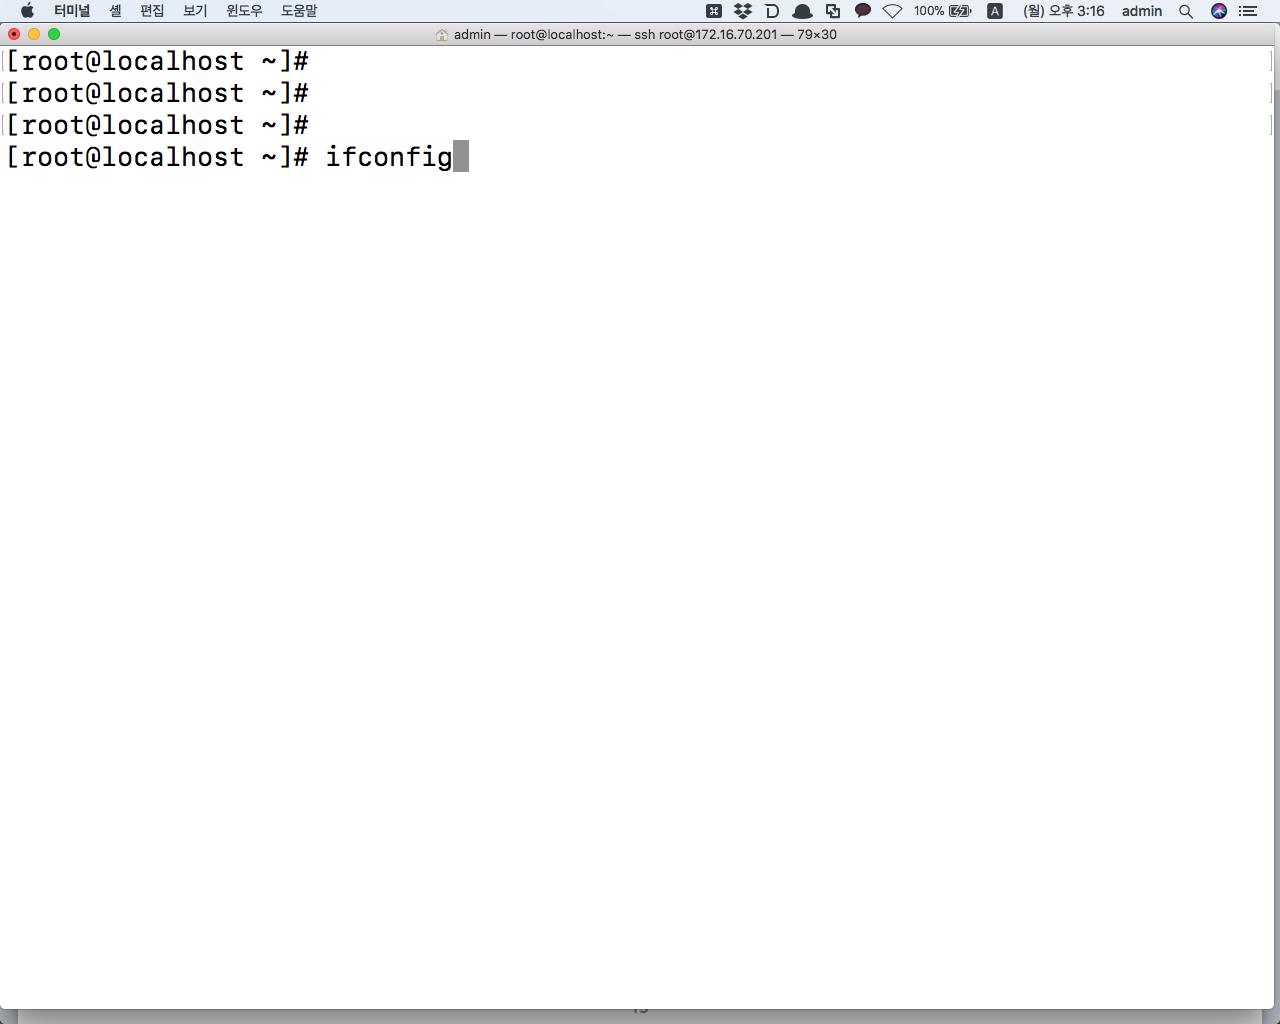 터미널 셸 편집 보기 윈도우 도움말 100% A (월) 오후 3:16 admin
admin — root@localhost:~ — ssh root@172.16.70.201 — 79×30
[root@localhost ~]#
[root@localhost ~]#
[root@localhost ~]#
[root@localhost ~]# ifconfig